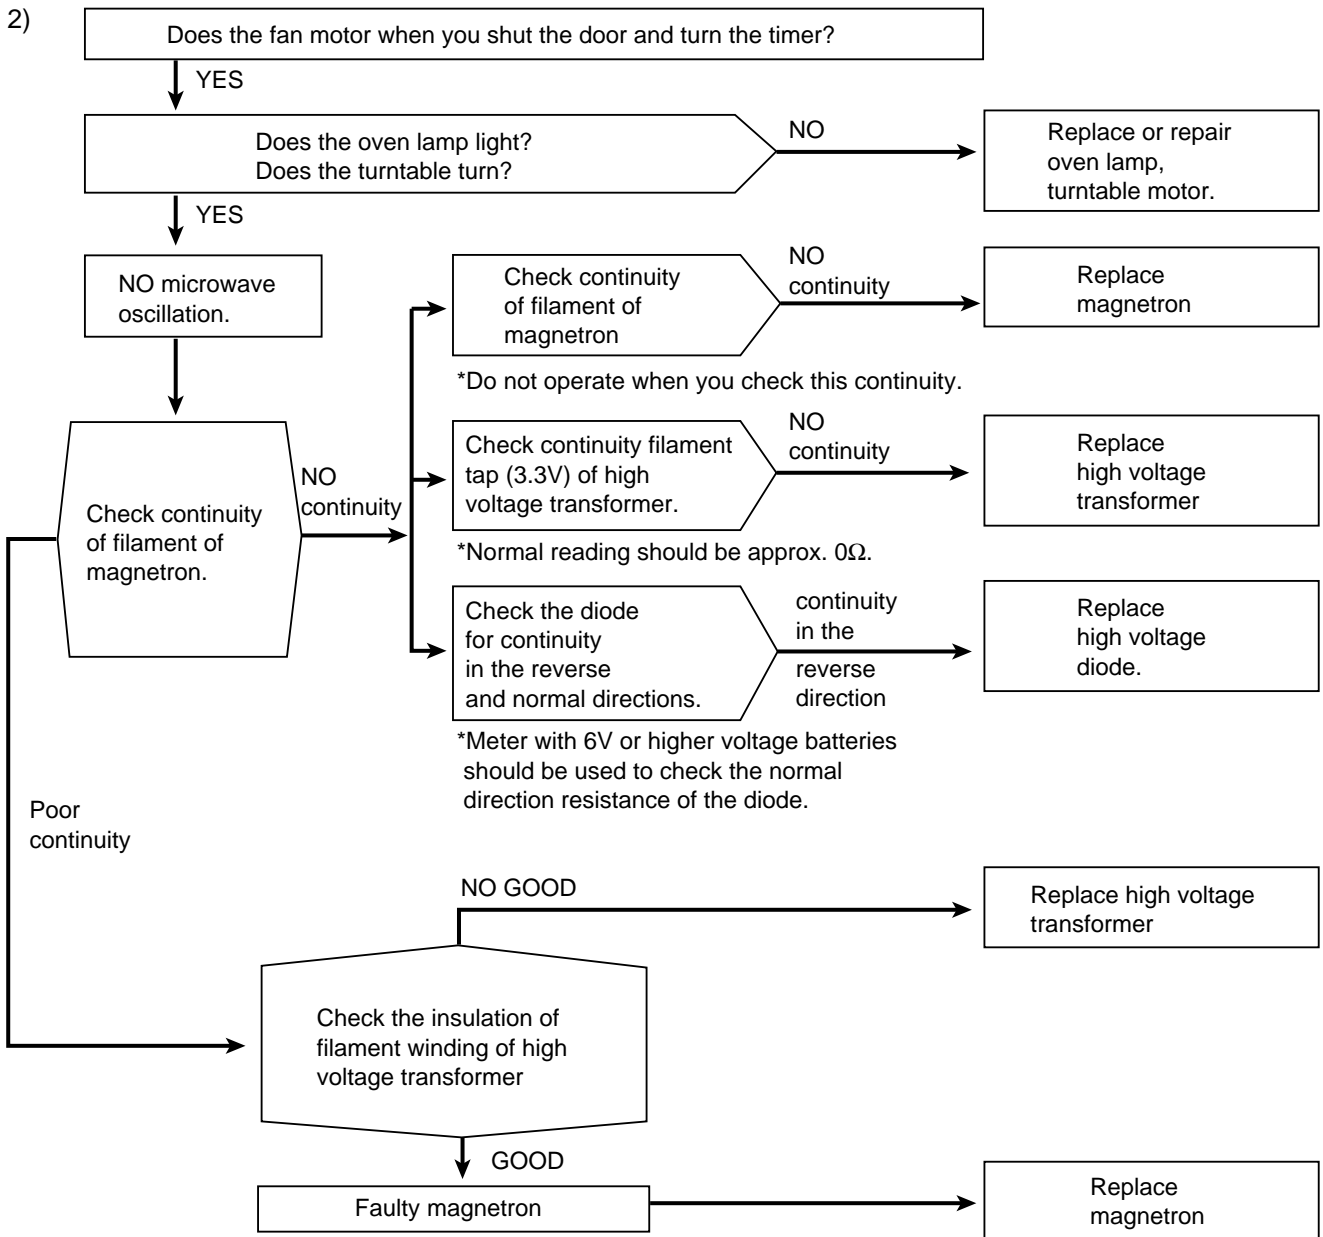 2)
Does the fan motor when you shut the door and turn the timer?
YES
Does the oven lamp light?
Does the turntable turn?
NO
Replace or repair
oven lamp,
turntable motor.
YES
NO microwave
oscillation.
Check continuity
of filament of
magnetron
NO
continuity
Replace
magnetron
*Do not operate when you check this continuity.
Check continuity
of filament of
magnetron.
NO
continuity
Check continuity filament
tap (3.3V) of high
voltage transformer.
NO
continuity
Replace
high voltage
transformer
*Normal reading should be approx. 0Ω.
Check the diode
for continuity
in the reverse
and normal directions.
continuity
in the
reverse
direction
Replace
high voltage
diode.
*Meter with 6V or higher voltage batteries
should be used to check the normal
direction resistance of the diode.
Poor
continuity
NO GOOD
Replace high voltage
transformer
Check the insulation of
filament winding of high
voltage transformer
GOOD
Faulty magnetron
Replace
magnetron